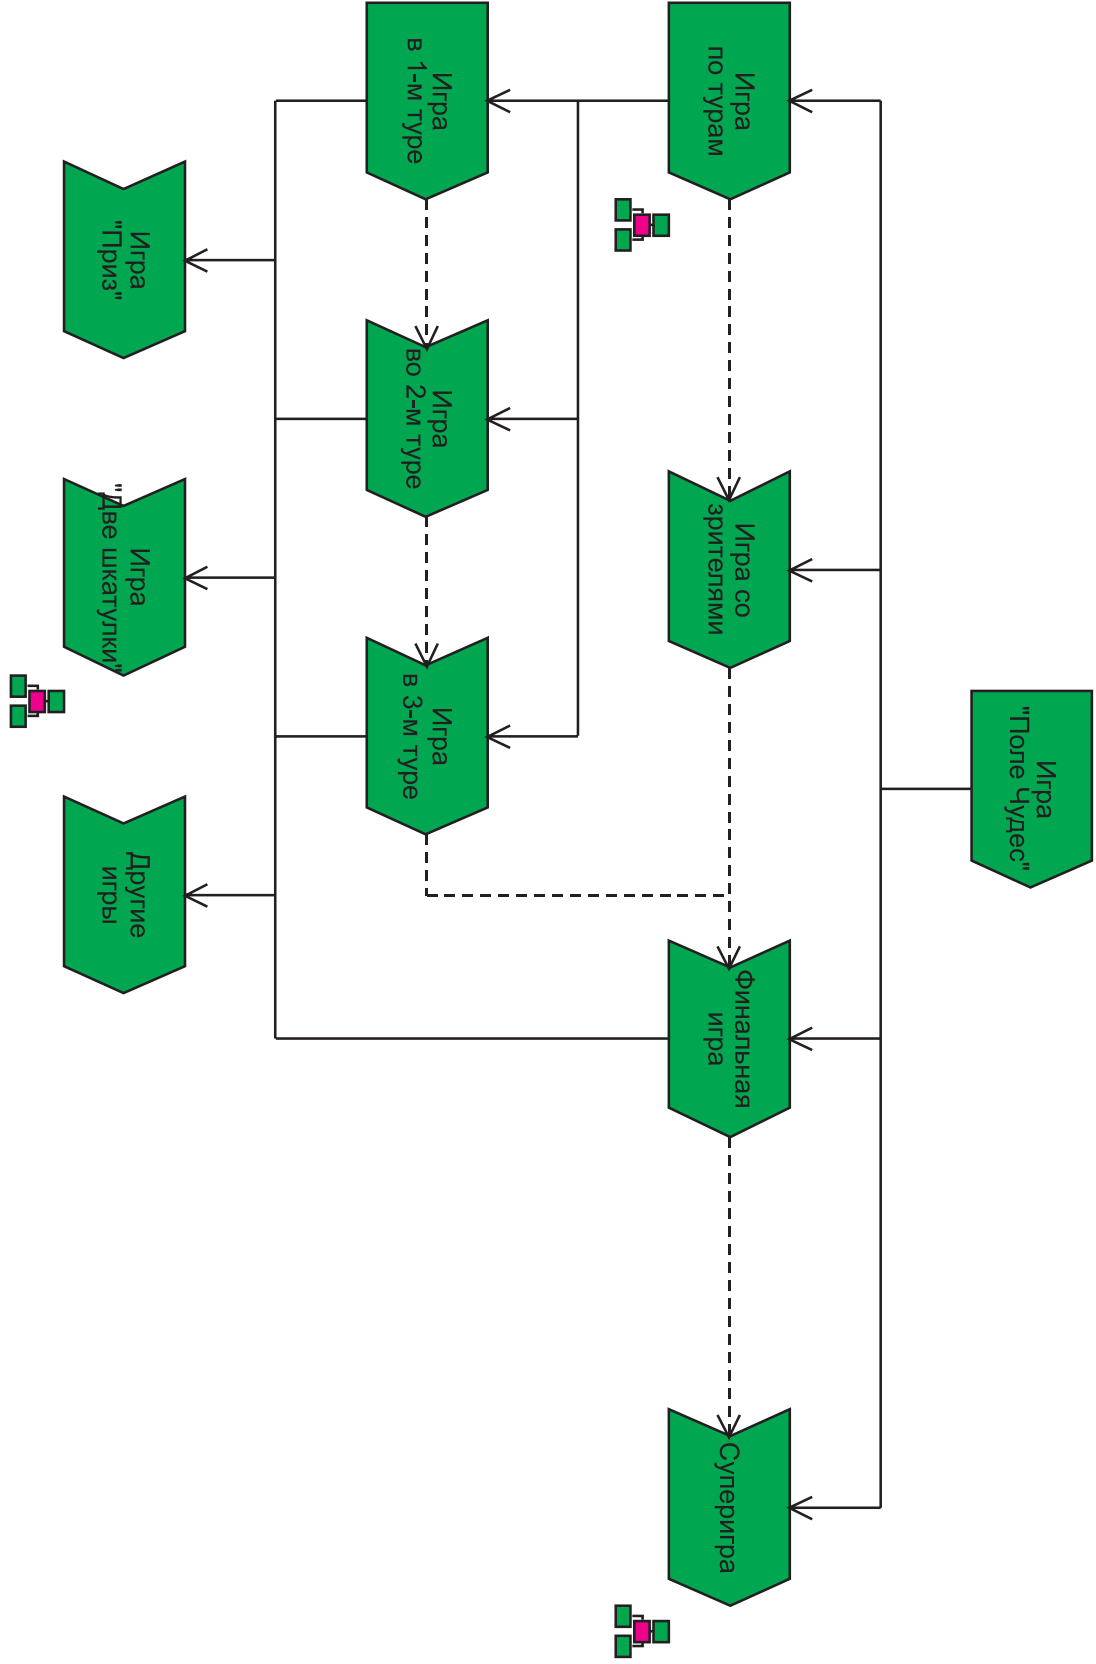 Игра
"Поле Чудес"
Игра
по турам
Игра со
зрителями
Финальная
игра
Суперигра
Игра
в 1-м туре
Игра
во 2-м туре
Игра
в 3-м туре
Игра
"Приз"
Игра
"Две шкатулки"
Другие
игры